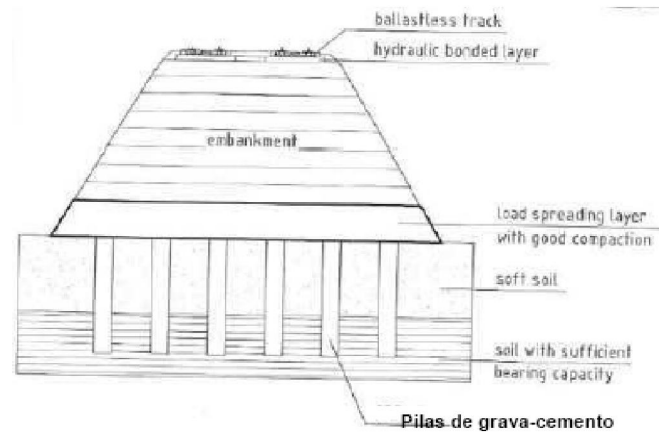 ballastless track
hydraulic bonded layer
embankment
load spreading layer
with good compaction
soft soil
soil with sufficient
bearing capacity
Pilas de grava-cemento